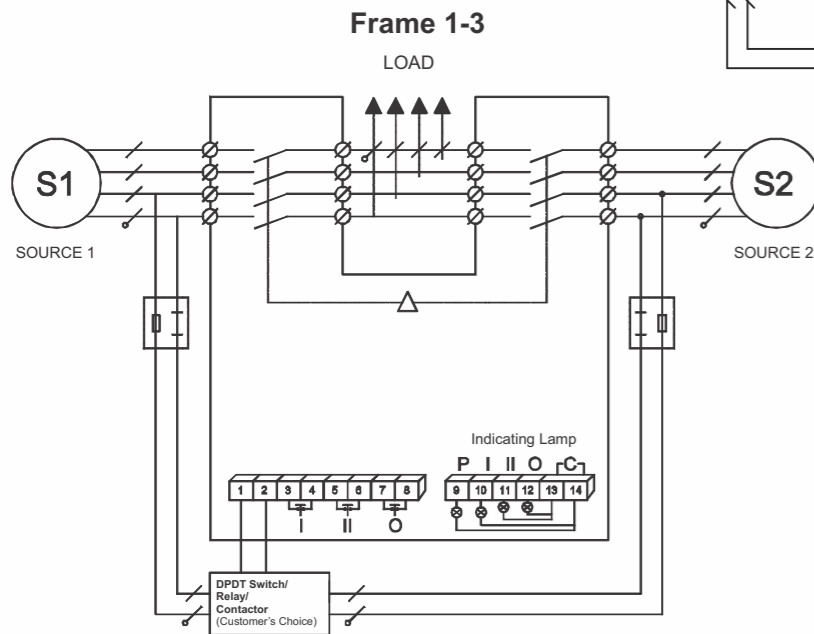 Frame 1-3
LOAD
S1
S2
SOURCE 1
SOURCE 2
Indicating Lamp
P I II O C
1 2 3 4 5 6 7 8
9 10 11 12 13 14
I II O
DPDT Switch/
Relay/
Contactor
(Customer's Choice)